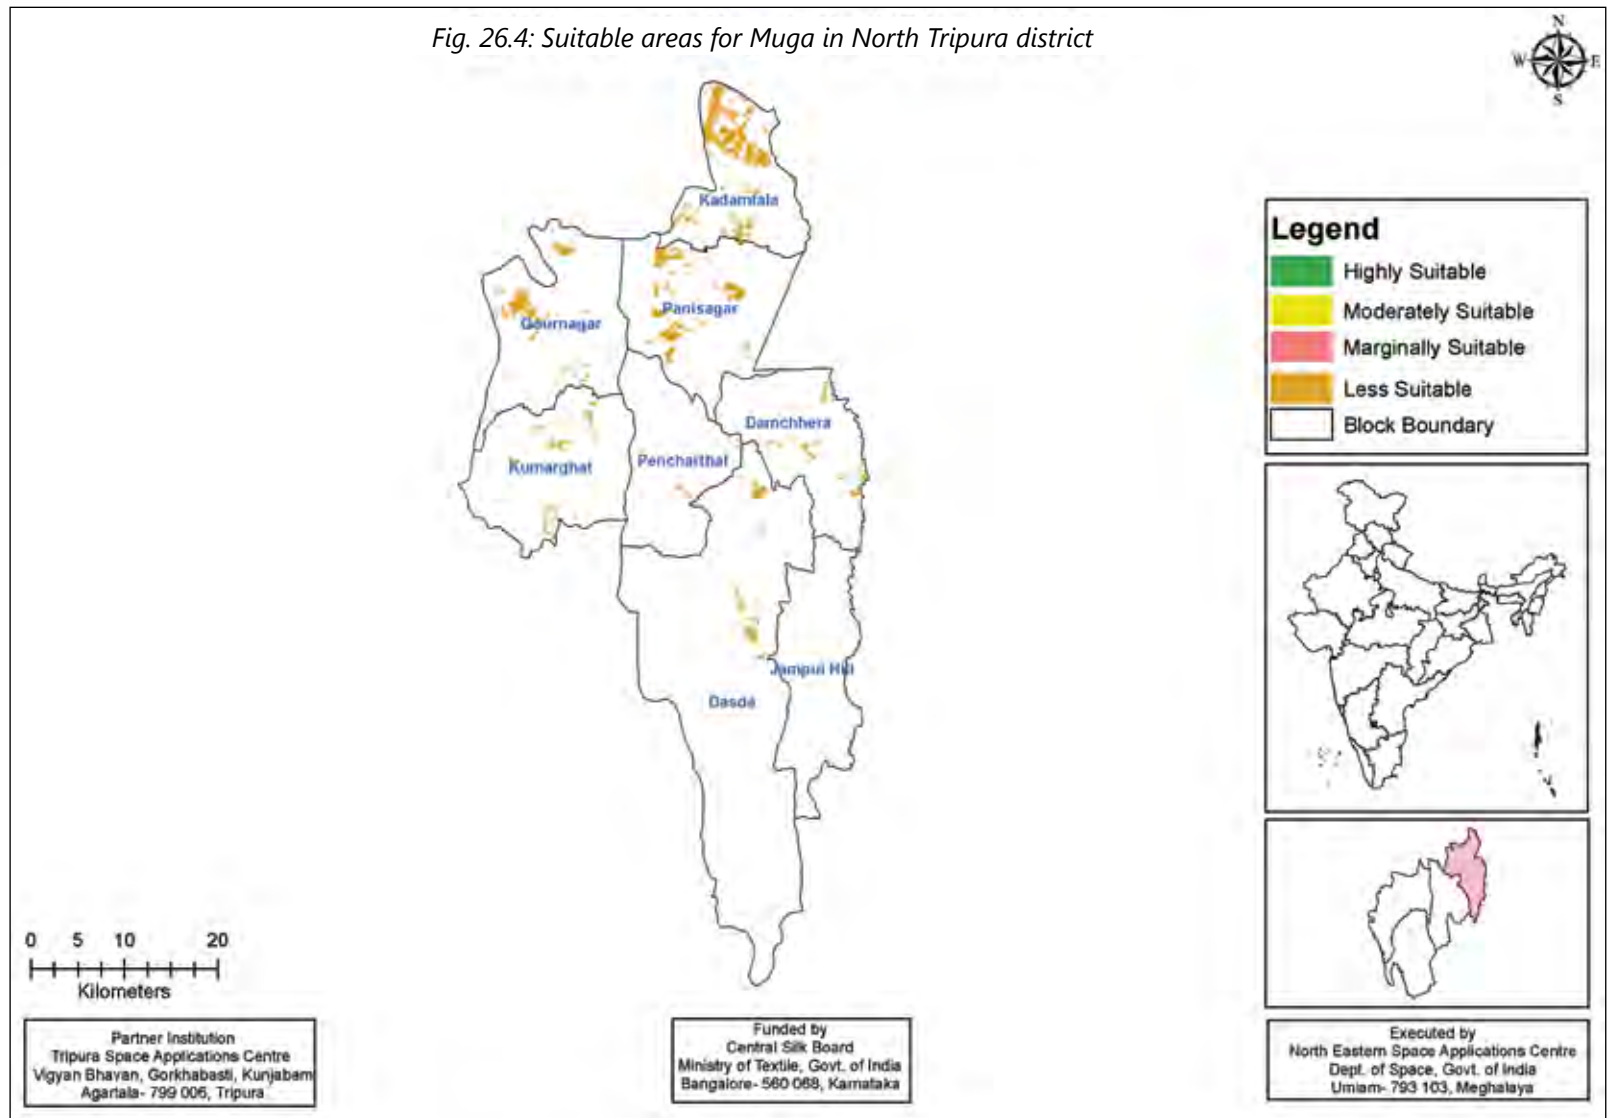 Fig. 26.4: Suitable areas for Muga in North Tripura district
N
W
E
S
Kadamtala
Gournagar
Panisagar
Damchhera
Kumarghat
Pencharthal
Jampui Hill
Dasda
Legend
Highly Suitable
Moderately Suitable
Marginally Suitable
Less Suitable
Block Boundary
0 5 10 20
Kilometers
Partner Institution
Tripura Space Applications Centre
Vigyan Bhavan, Gorkhabasti, Kunjabam
Agartala- 799 006, Tripura
Funded by
Central Silk Board
Ministry of Textile, Govt. of India
Bangalore- 560 068, Karnataka
Executed by
North Eastern Space Applications Centre
Dept. of Space, Govt. of India
Umiam- 793 103, Meghalaya